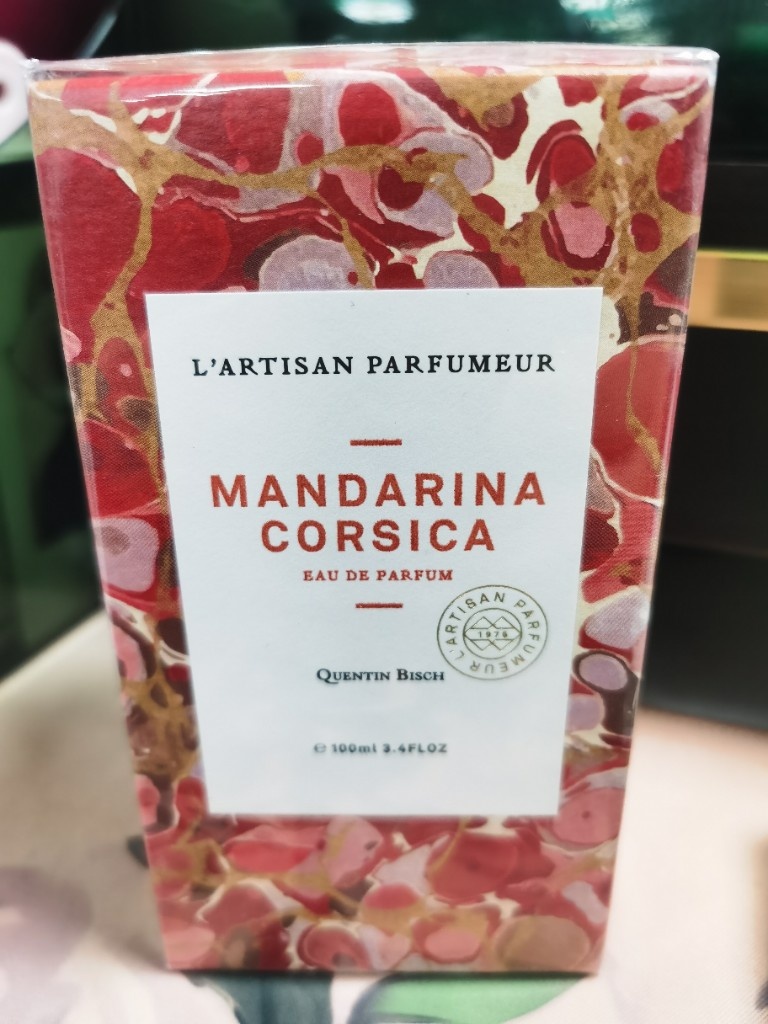 L'ARTISAN PARFUMEUR
MANDARINA
CORSICA
EAU DE PARFUM
L'ARTISAN PARFUMEUR
1976
QUENTIN BISCH
℮ 100ml 3.4FLOZ